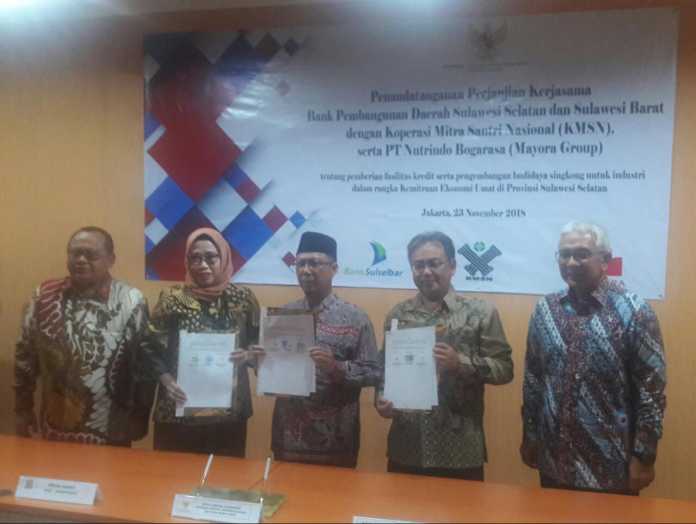 Penandatanganan Perjanjian Kerjasama
Bank Pembangunan Daerah Sulawesi Selatan dan Sulawesi Barat
dengan Koperasi Mitra Santri Nasional (KMSN),
serta PT Nutrindo Bogarasa (Mayora Group)
tentang pemberian fasilitas kredit serta pengembangan budidaya singkong untuk industri
dalam rangka Kemitraan Ekonomi Umat di Provinsi Sulawesi Selatan
Jakarta, 23 November 2018
Bank Sulselbar
KMSN